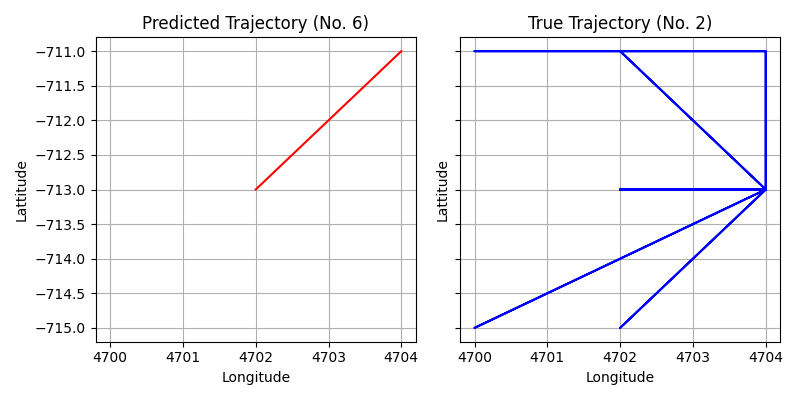 Predicted Trajectory (No. 6)
True Trajectory (No. 2)
Lattitude
−711.0
−711.5
−712.0
−712.5
−713.0
−713.5
−714.0
−714.5
−715.0
4700 4701 4702 4703 4704
Longitude
Lattitude
4700 4701 4702 4703 4704
Longitude